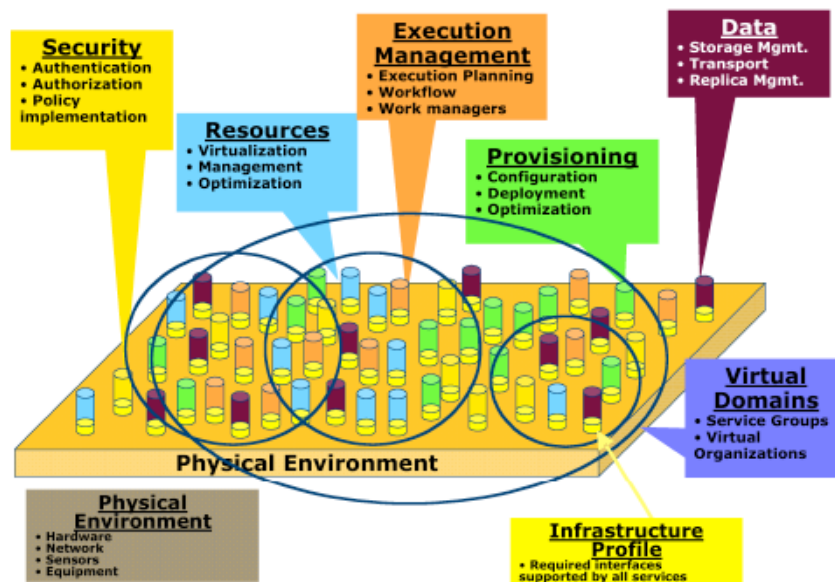 Security
• Authentication
• Authorization
• Policy
implementation
Resources
• Virtualization
• Management
• Optimization
Execution
Management
• Execution Planning
• Workflow
• Work managers
Provisioning
• Configuration
• Deployment
• Optimization
Data
• Storage Mgmt.
• Transport
• Replica Mgmt.
Virtual
Domains
• Service Groups
• Virtual
Organizations
Physical Environment
Physical
Environment
• Hardware
• Network
• Sensors
• Equipment
Infrastructure
Profile
• Required interfaces
supported by all services